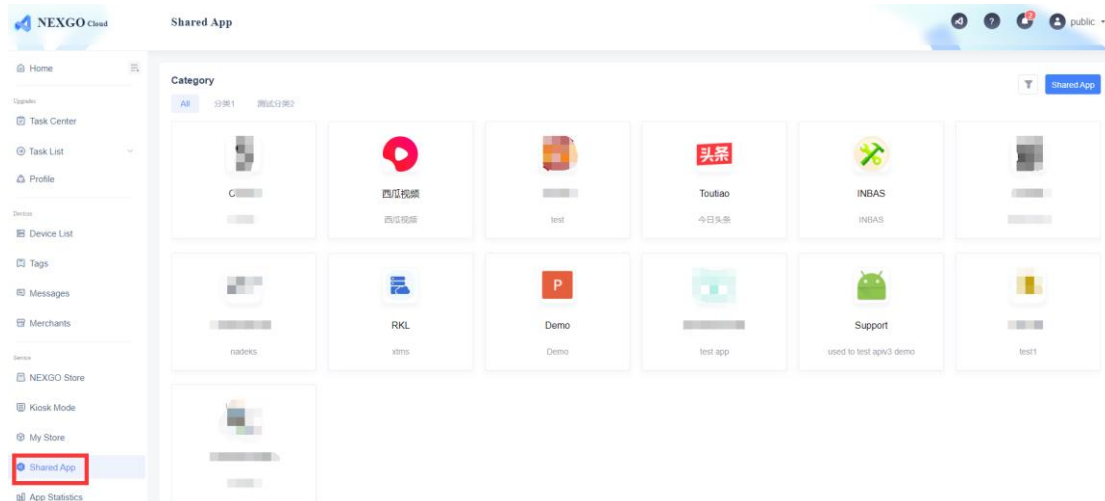 NEXGO Cloud
Shared App
2
public
Home
Upgrades
Task Center
Task List
Profile
Devices
Device List
Tags
Messages
Merchants
Service
NEXGO Store
Kiosk Mode
My Store
Shared App
App Statistics
Category
Shared App
All 分类1 测试分类2
C
西瓜视频
头条
Toutiao
INBAS
西瓜视频
test
今日头条
INBAS
RKL
P
Demo
Support
nadeks
xtms
Demo
test app
used to test apiv3 demo
test1